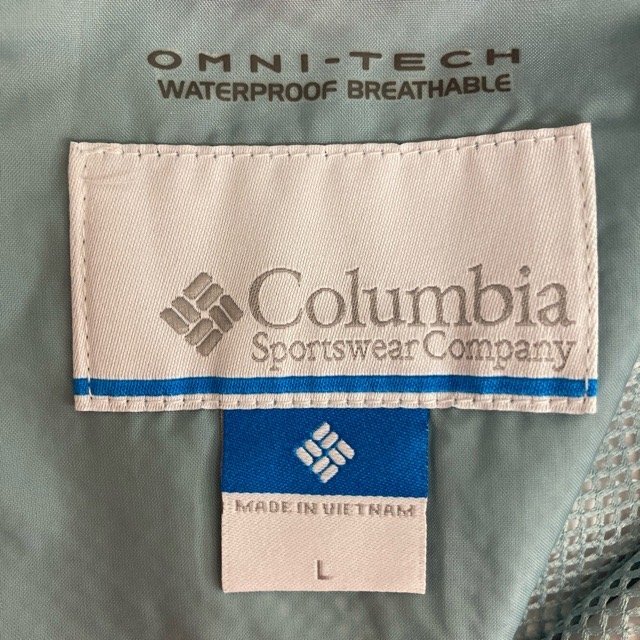 OMNI-TECH
WATERPROOF BREATHABLE
Columbia
Sportswear Company
MADE IN VIETNAM
L